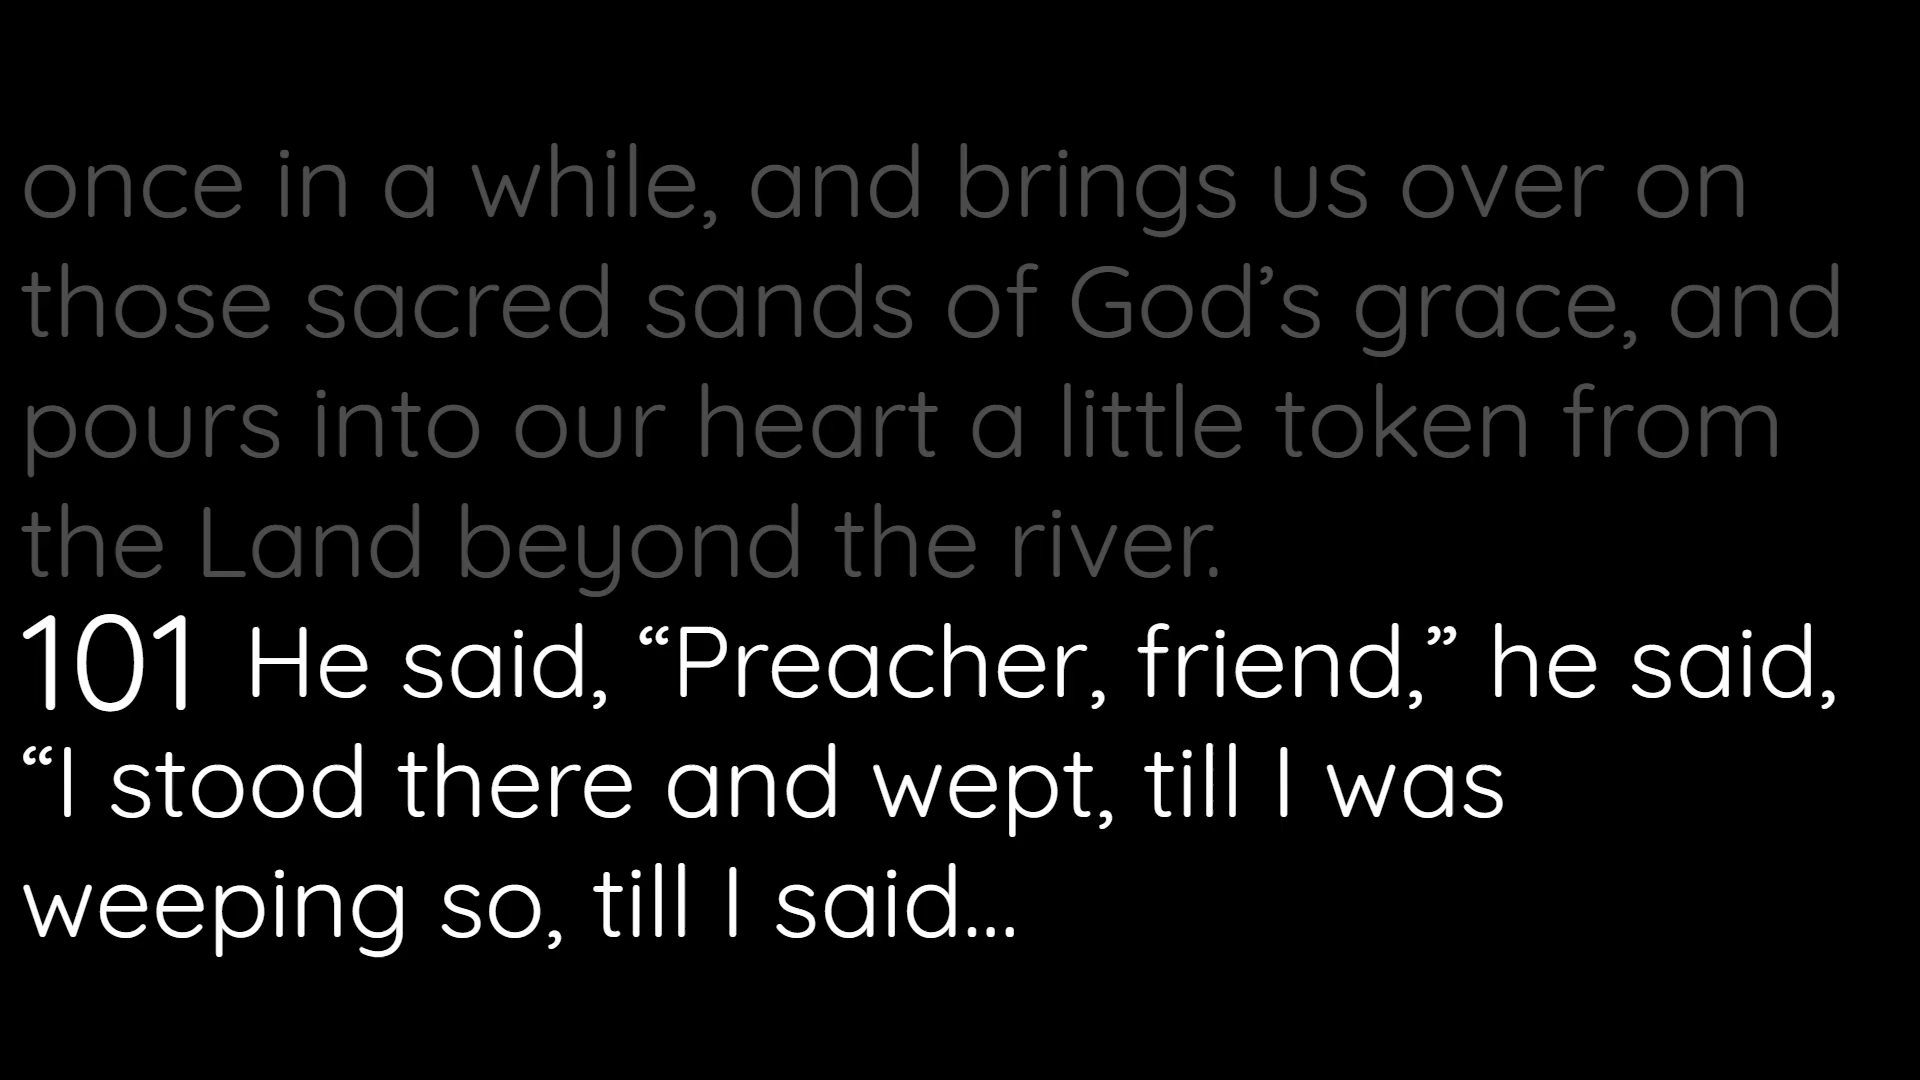 once in a while, and brings us over on
those sacred sands of God’s grace, and
pours into our heart a little token from
the Land beyond the river.
101 He said, “Preacher, friend,” he said,
“I stood there and wept, till I was
weeping so, till I said...